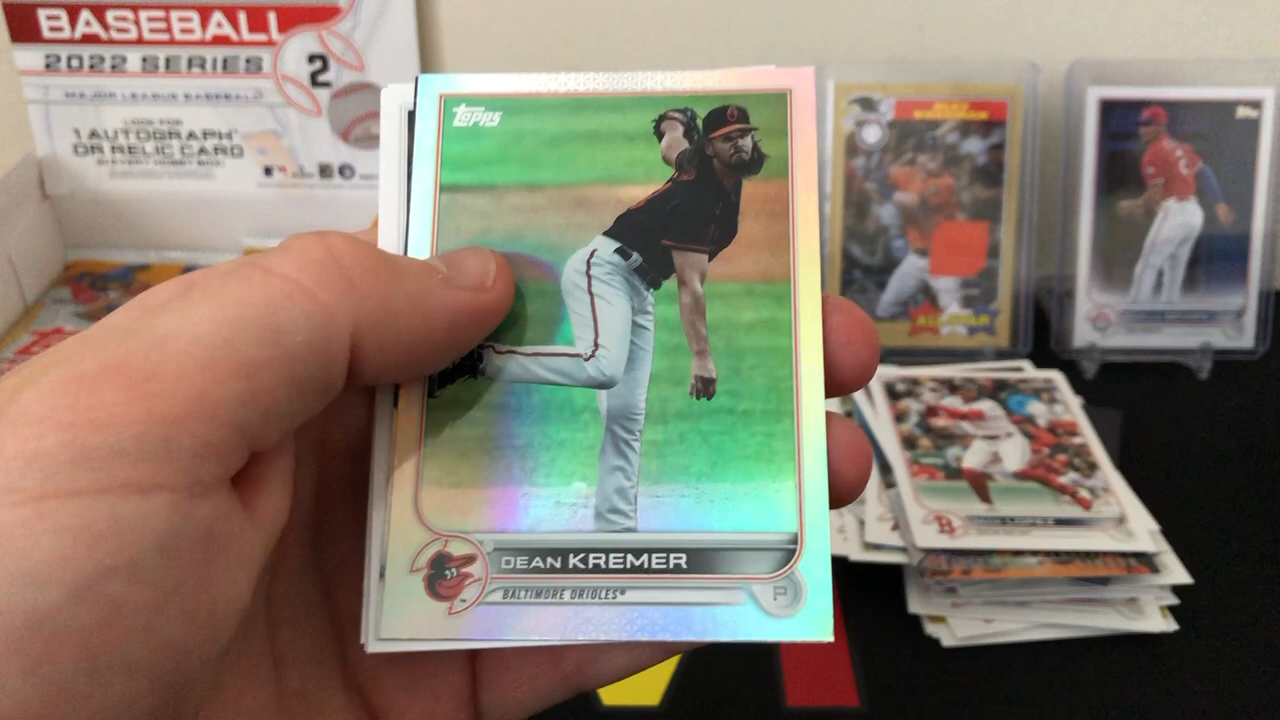 BASEBALL
2022 SERIES 2
MAJOR LEAGUE BASEBALL
LOOK FOR
1 AUTOGRAPH
OR RELIC CARD
IN EVERY HOBBY BOX!
Topps
DEAN KREMER
BALTIMORE ORIOLES®
P
Topps
LOPEZ
B